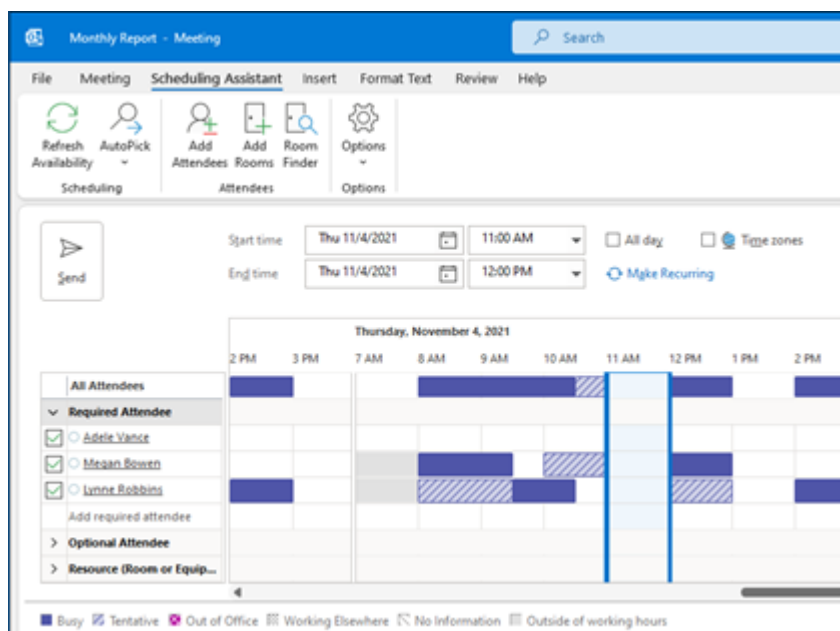 Monthly Report - Meeting
Search
File Meeting Scheduling Assistant Insert Format Text Review Help
Refresh Availability
AutoPick
Add Attendees
Add Rooms
Room Finder
Options
Scheduling
Attendees
Options
Send
Start time Thu 11/4/2021 11:00 AM All day Time zones
End time Thu 11/4/2021 12:00 PM Make Recurring
Thursday, November 4, 2021
2 PM 3 PM 7 AM 8 AM 9 AM 10 AM 11 AM 12 PM 1 PM 2 PM
All Attendees
Required Attendee
Adele Vance
Megan Bowen
Lynne Robbins
Add required attendee
Optional Attendee
Resource (Room or Equip...
Busy Tentative Out of Office Working Elsewhere No Information Outside of working hours